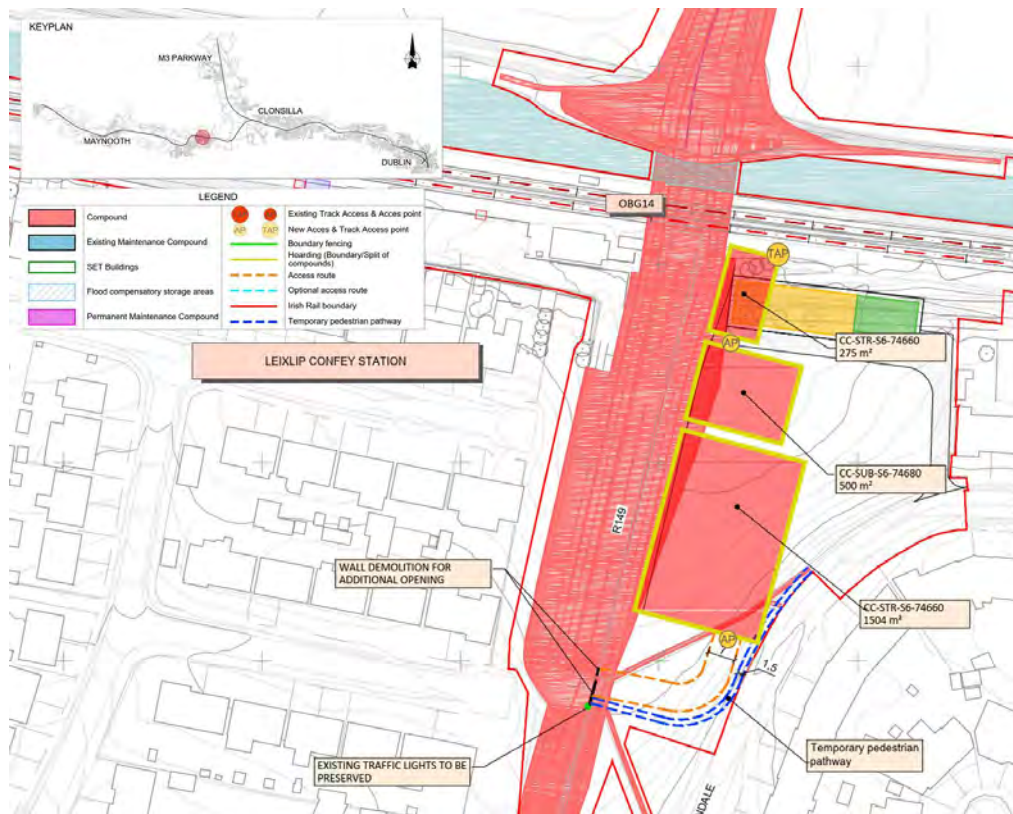 KEYPLAN
M3 PARKWAY
CLONSILLA
MAYNOOTH
DUBLIN
LEGEND
Compound
Existing Maintenance Compound
SET Buildings
Flood compensatory storage areas
Permanent Maintenance Compound
Existing Track Access & Acces point
AP
TAP
New Acces & Track Access point
Boundary fencing
Hoarding (Boundary/Split of
compounds)
Access route
Optional access route
Irish Rail boundary
Temporary pedestrian pathway
LEIXLIP CONFEY STATION
OBG14
TAP
CC-STR-S6-74660
275 m²
AP
CC-SUB-S6-74680
500 m²
R149
WALL DEMOLITION FOR
ADDITIONAL OPENING
CC-STR-S6-74660
1504 m²
AP
1.5
Temporary pedestrian
pathway
EXISTING TRAFFIC LIGHTS TO BE
PRESERVED
NDALE